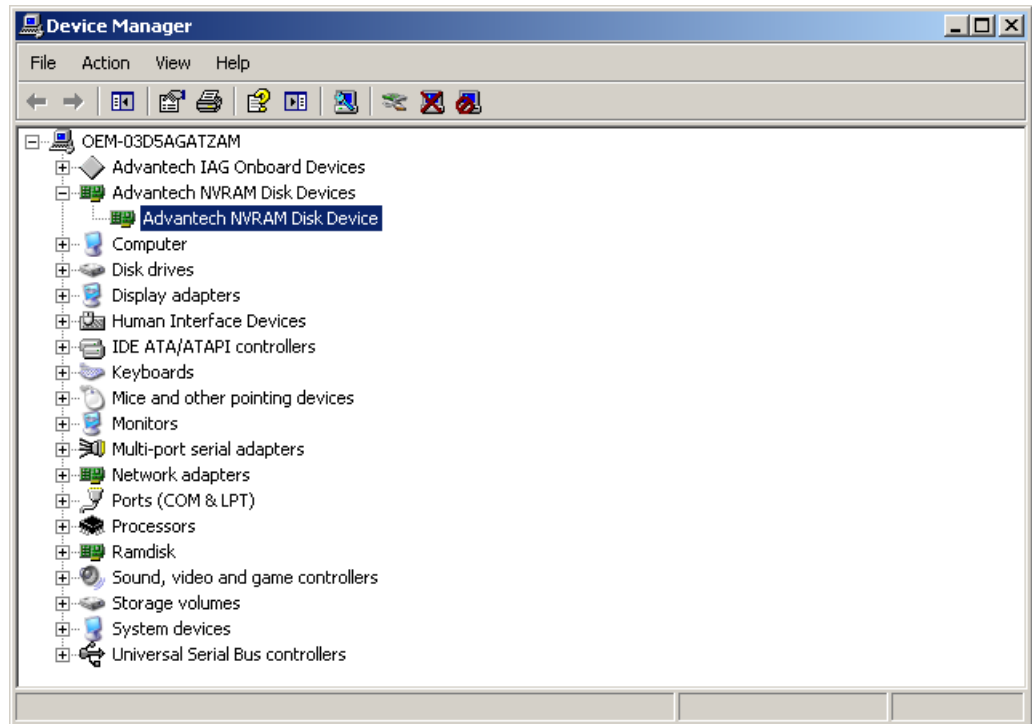 Device Manager
File Action View Help
OEM-03D5AGATZAM
Advantech IAG Onboard Devices
Advantech NVRAM Disk Devices
Advantech NVRAM Disk Device
Computer
Disk drives
Display adapters
Human Interface Devices
IDE ATA/ATAPI controllers
Keyboards
Mice and other pointing devices
Monitors
Multi-port serial adapters
Network adapters
Ports (COM & LPT)
Processors
Ramdisk
Sound, video and game controllers
Storage volumes
System devices
Universal Serial Bus controllers